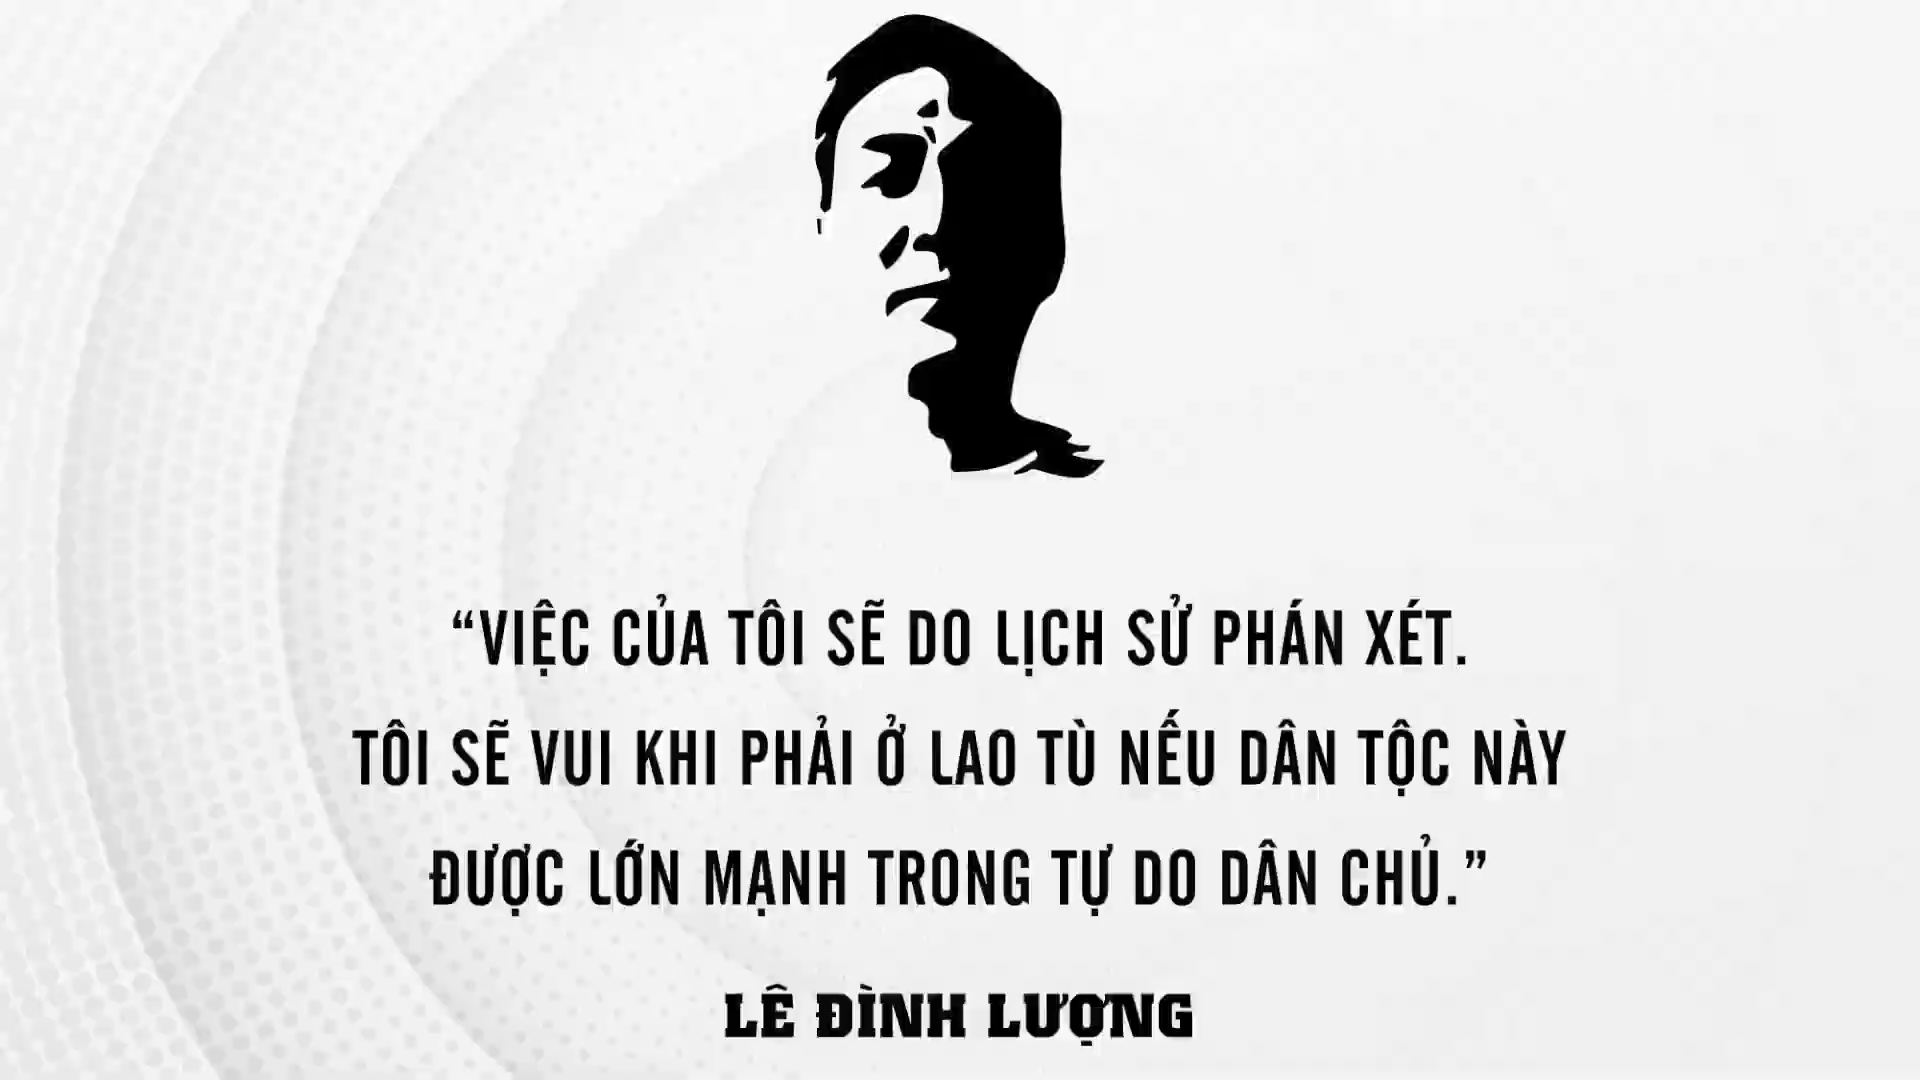 “VIỆC CỦA TÔI SẼ DO LỊCH SỬ PHÁN XÉT.
TÔI SẼ VUI KHI PHẢI Ở LAO TÙ NẾU DÂN TỘC NÀY
ĐƯỢC LỚN MẠNH TRONG TỰ DO DÂN CHỦ.”
LÊ ĐÌNH LƯỢNG